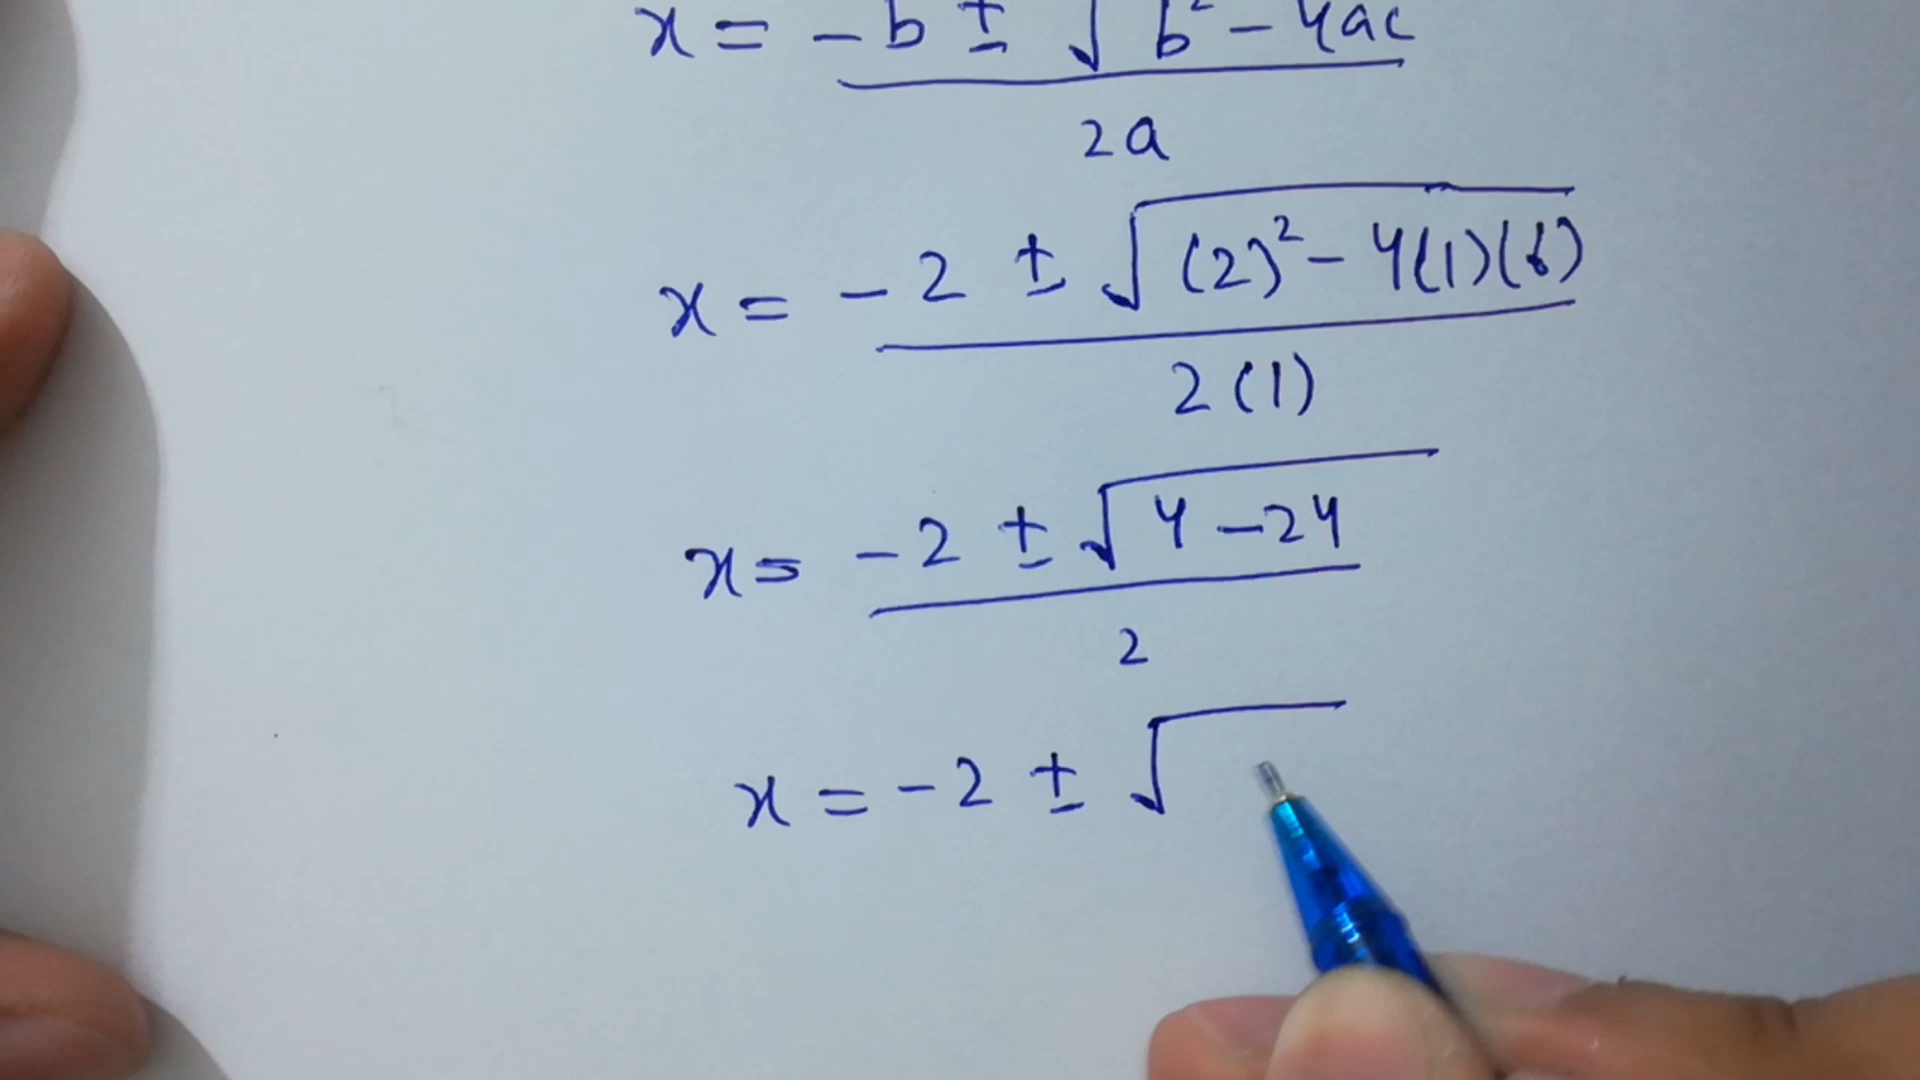 x = -b ± √b² - 4ac
2a
x = -2 ± √(2)² - 4(1)(6)
2(1)
x = -2 ± √4 - 24
2
x = -2 ± √